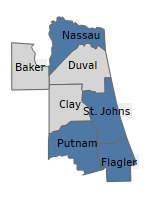 Nassau
Baker
Duval
Clay
St. Johns
Putnam
Flagler